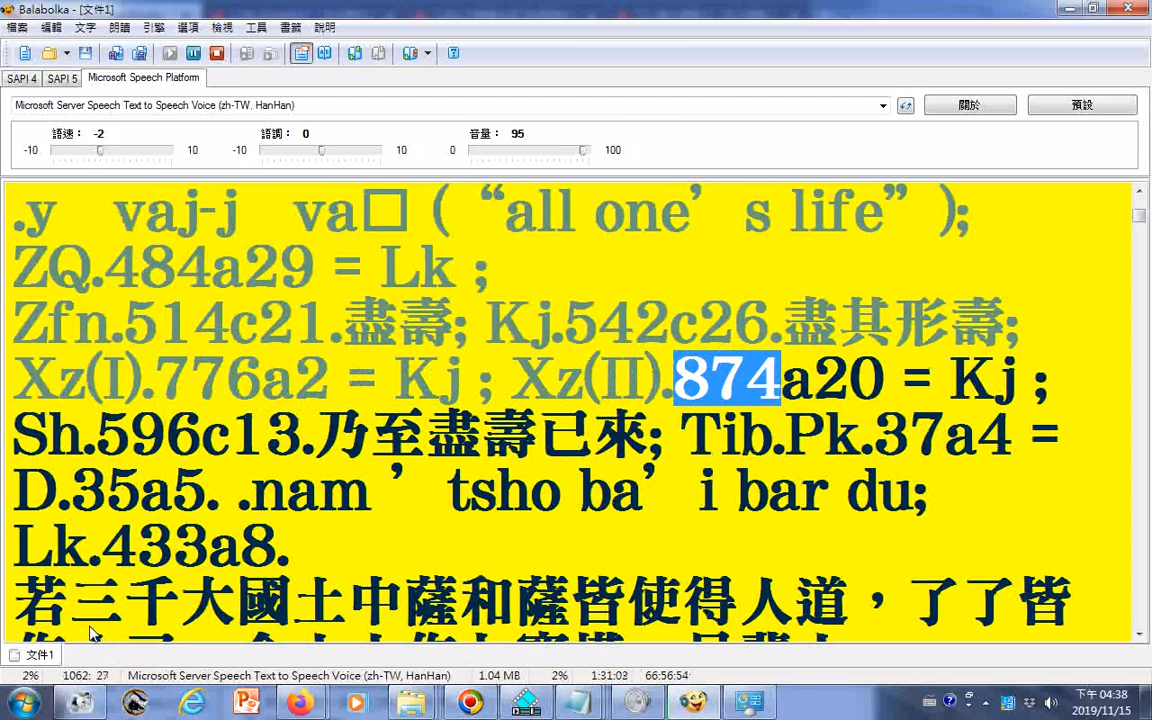 Balabolka - [文件1]
檔案 編輯 文字 朗讀 引擎 選項 檢視 工具 書籤 說明
SAPI 4 SAPI 5 Microsoft Speech Platform
Microsoft Server Speech Text to Speech Voice (zh-TW, HanHan) 關於 預設
語速： -2 語調： 0 音量： 95
-10 10 -10 10 0 100
.y vaj-j va□ (“all one’s life”);
ZQ.484a29 = Lk ;
Zfn.514c21.盡壽; Kj.542c26.盡其形壽;
Xz(I).776a2 = Kj ; Xz(II).874a20 = Kj ;
Sh.596c13.乃至盡壽已來; Tib.Pk.37a4 =
D.35a5. .nam ’tsho ba’i bar du;
Lk.433a8.
若三千大國土中薩和薩皆使得人道，了了皆
文件1
2% 1062: 27 Microsoft Server Speech Text to Speech Voice (zh-TW, HanHan) 1.04 MB 2% 1:31:03 66:56:54
下午 04:38
2019/11/15